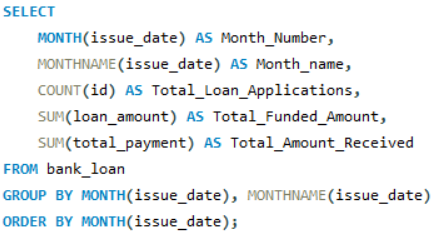 SELECT
MONTH(issue_date) AS Month_Number,
MONTHNAME(issue_date) AS Month_name,
COUNT(id) AS Total_Loan_Applications,
SUM(loan_amount) AS Total_Funded_Amount,
SUM(total_payment) AS Total_Amount_Received
FROM bank_loan
GROUP BY MONTH(issue_date), MONTHNAME(issue_date)
ORDER BY MONTH(issue_date);